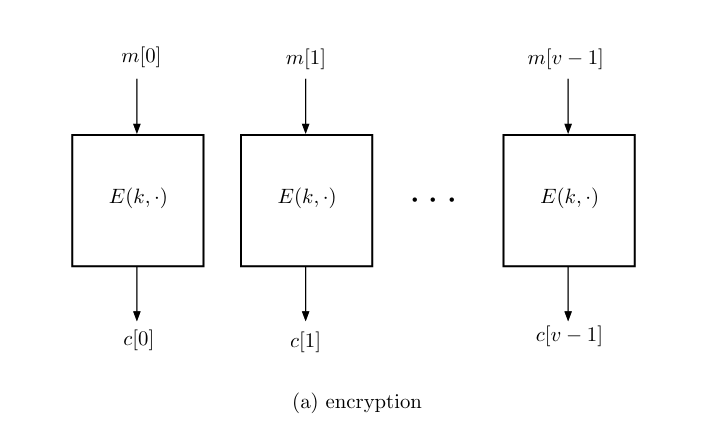 m[0] m[1] m[v − 1]
E(k, ·) E(k, ·) · · · E(k, ·)
c[0] c[1] c[v − 1]
(a) encryption